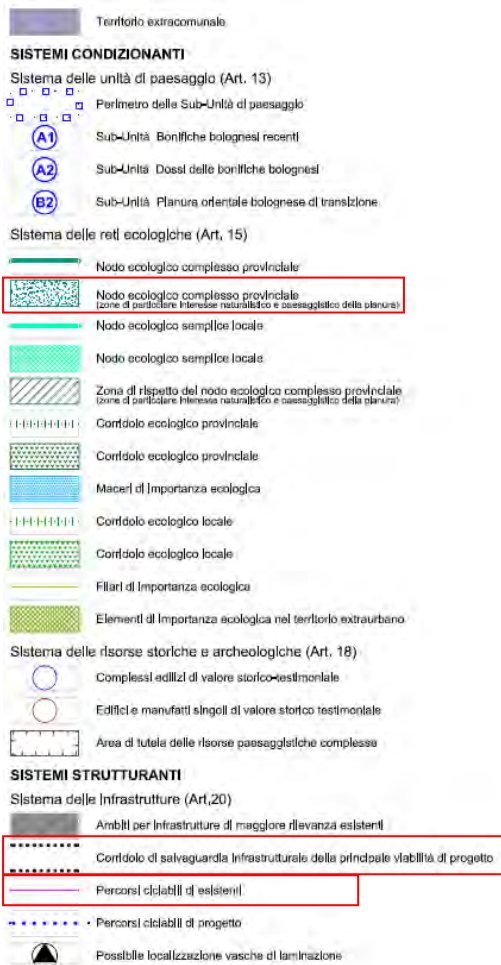 Territorio extracomunale
SISTEMI CONDIZIONANTI
Sistema delle unità di paesaggio (Art. 13)
Perimetro delle Sub-Unità di paesaggio
A1 Sub-Unità Bonifiche bolognesi recenti
A2 Sub-Unità Dossi delle bonifiche bolognesi
B2 Sub-Unità Pianura orientale bolognese di transizione
Sistema delle reti ecologiche (Art. 15)
Nodo ecologico complesso provinciale
Nodo ecologico complesso provinciale
(zone di particolare interesse naturalistico e paesaggistico della pianura)
Nodo ecologico semplice locale
Nodo ecologico semplice locale
Zona di rispetto del nodo ecologico complesso provinciale
(zone di particolare interesse naturalistico e paesaggistico della pianura)
Corridoio ecologico provinciale
Corridoio ecologico provinciale
Maceri di importanza ecologica
Corridoio ecologico locale
Corridoio ecologico locale
Filari di importanza ecologica
Elementi di importanza ecologica nel territorio extraurbano
Sistema delle risorse storiche e archeologiche (Art. 18)
Complessi edilizi di valore storico-testimoniale
Edifici e manufatti singoli di valore storico testimoniale
Area di tutela delle risorse paesaggistiche complesse
SISTEMI STRUTTURANTI
Sistema delle Infrastrutture (Art.20)
Ambiti per infrastrutture di maggiore rilevanza esistenti
Corridoio di salvaguardia infrastrutturale della principale viabilità di progetto
Percorsi ciclabili di esistenti
Percorsi ciclabili di progetto
Possibile localizzazione vasche di laminazione